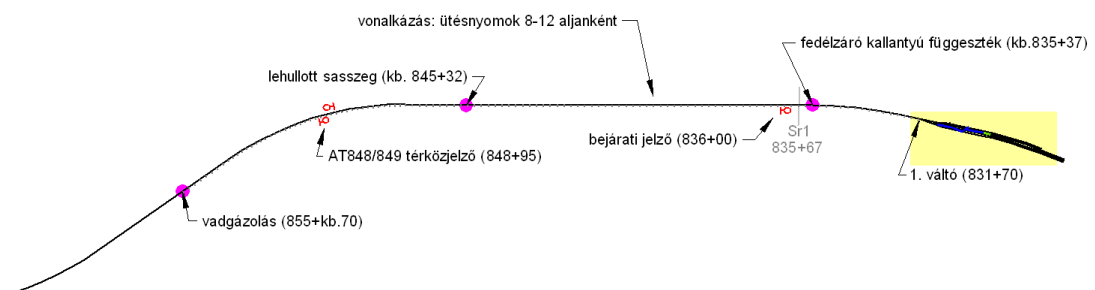 vonalkázás: ütésnyomok 8-12 aljanként
fedélzáró kallantyú függeszték (kb.835+37)
lehullott sasszeg (kb. 845+32)
bejárati jelző (836+00)
Sr1
835+67
AT848/849 térközjelző (848+95)
1. váltó (831+70)
vadgázolás (855+kb.70)